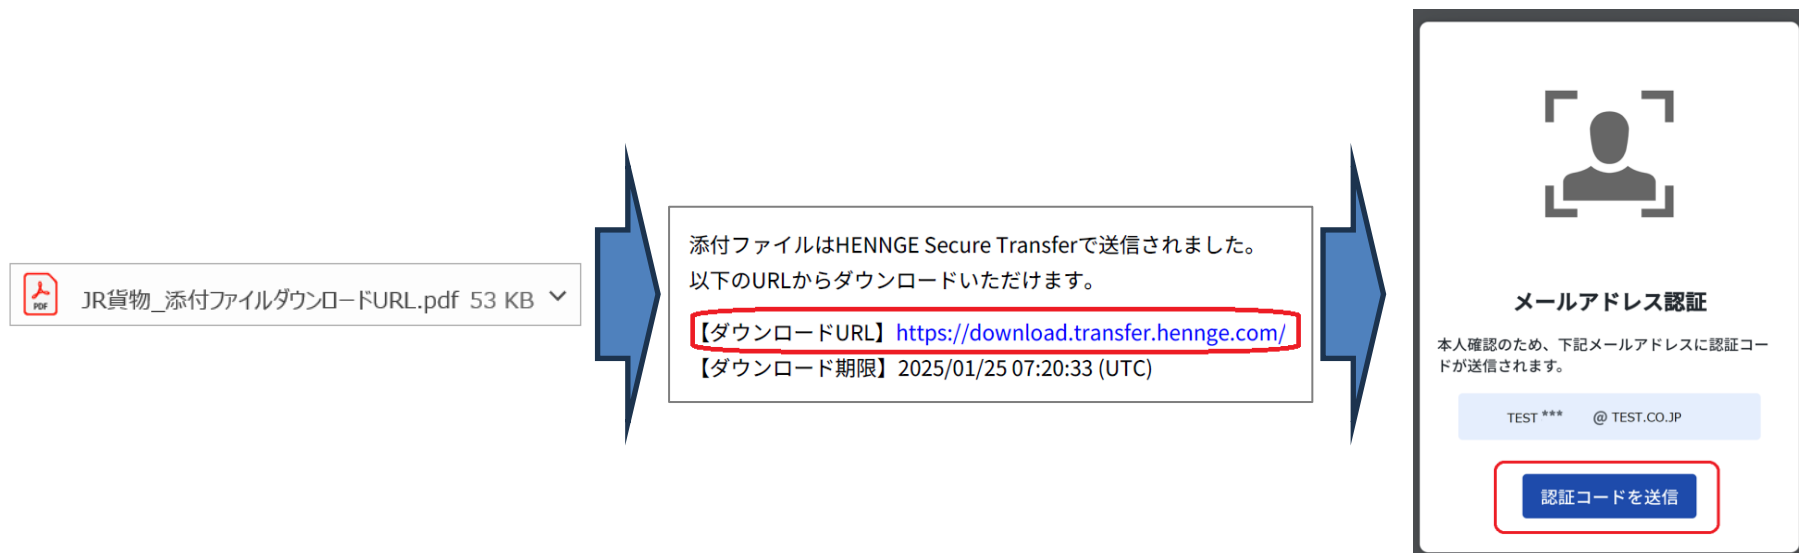 PDF
JR貨物_添付ファイルダウンロードURL.pdf 53 KB
添付ファイルはHENNGE Secure Transferで送信されました。
以下のURLからダウンロードいただけます。
【ダウンロードURL】https://download.transfer.hennge.com/
【ダウンロード期限】2025/01/25 07:20:33 (UTC)
メールアドレス認証
本人確認のため、下記メールアドレスに認証コー
ドが送信されます。
TEST *** @ TEST.CO.JP
認証コードを送信